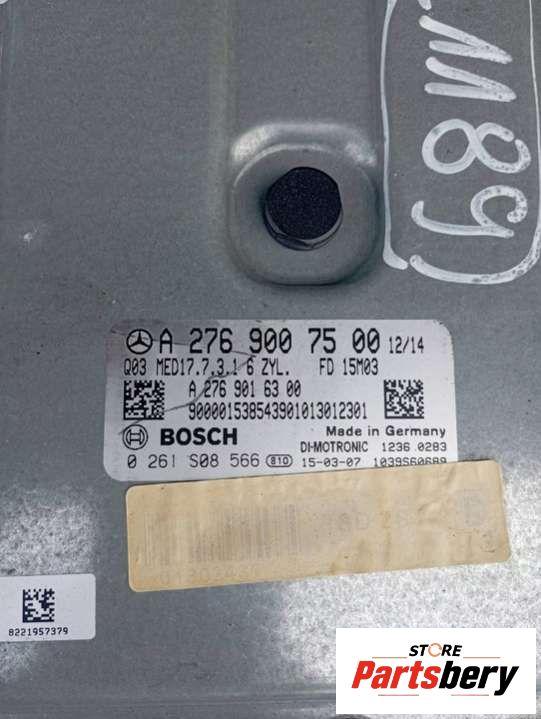 M89
A 276 900 75 00 12/14
Q03 MED17.7.3.1 6 ZYL. FD 15M03
A 276 901 63 00
900001538543901013012301
BOSCH
Made in Germany
DI-MOTRONIC 1236.0283
0 261 S08 566 810 15-03-07 1039S60689
8221957379
STORE
Partsbery